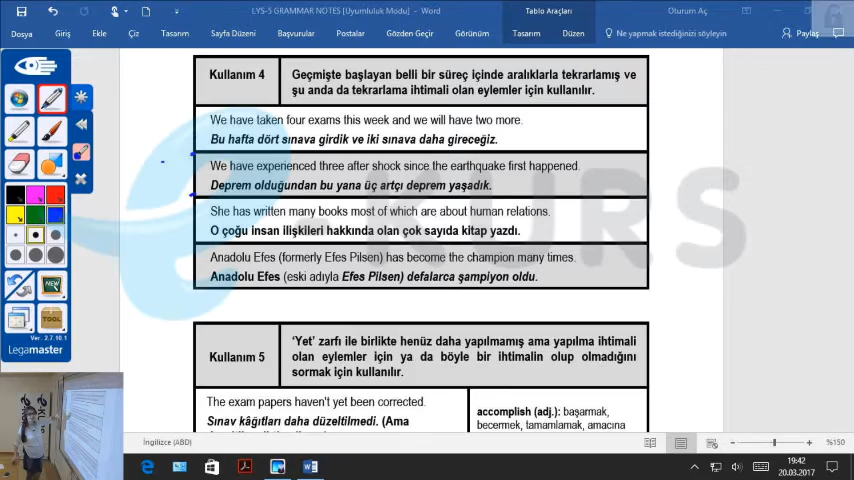 LYS-5 GRAMMAR NOTES [Uyumluluk Modu] - Word
Tablo Araçları
Oturum Aç
Dosya
Giriş
Ekle
Çiz
Tasarım
Sayfa Düzeni
Başvurular
Postalar
Gözden Geçir
Görünüm
Tasarım
Düzen
Ne yapmak istediğinizi söyleyin
Paylaş
Kullanım 4
Geçmişte başlayan belli bir süreç içinde aralıklarla tekrarlamış ve
şu anda da tekrarlama ihtimali olan eylemler için kullanılır.
We have taken four exams this week and we will have two more.
Bu hafta dört sınava girdik ve iki sınava daha gireceğiz.
We have experienced three after shock since the earthquake first happened.
Deprem olduğundan bu yana üç artçı deprem yaşadık.
She has written many books most of which are about human relations.
O çoğu insan ilişkileri hakkında olan çok sayıda kitap yazdı.
Anadolu Efes (formerly Efes Pilsen) has become the champion many times.
Anadolu Efes (eski adıyla Efes Pilsen) defalarca şampiyon oldu.
Kullanım 5
'Yet' zarfı ile birlikte henüz daha yapılmamış ama yapılma ihtimali
olan eylemler için ya da böyle bir ihtimalin olup olmadığını
sormak için kullanılır.
The exam papers haven't yet been corrected.
Sınav kâğıtları daha düzeltilmedi. (Ama
accomplish (adj.): başarmak,
becermek, tamamlamak, amacına
e KURS
NEW
TOOL
Ver. 2.7.10.1
Legamaster
İngilizce (ABD)
%150
19:42
20.03.2017